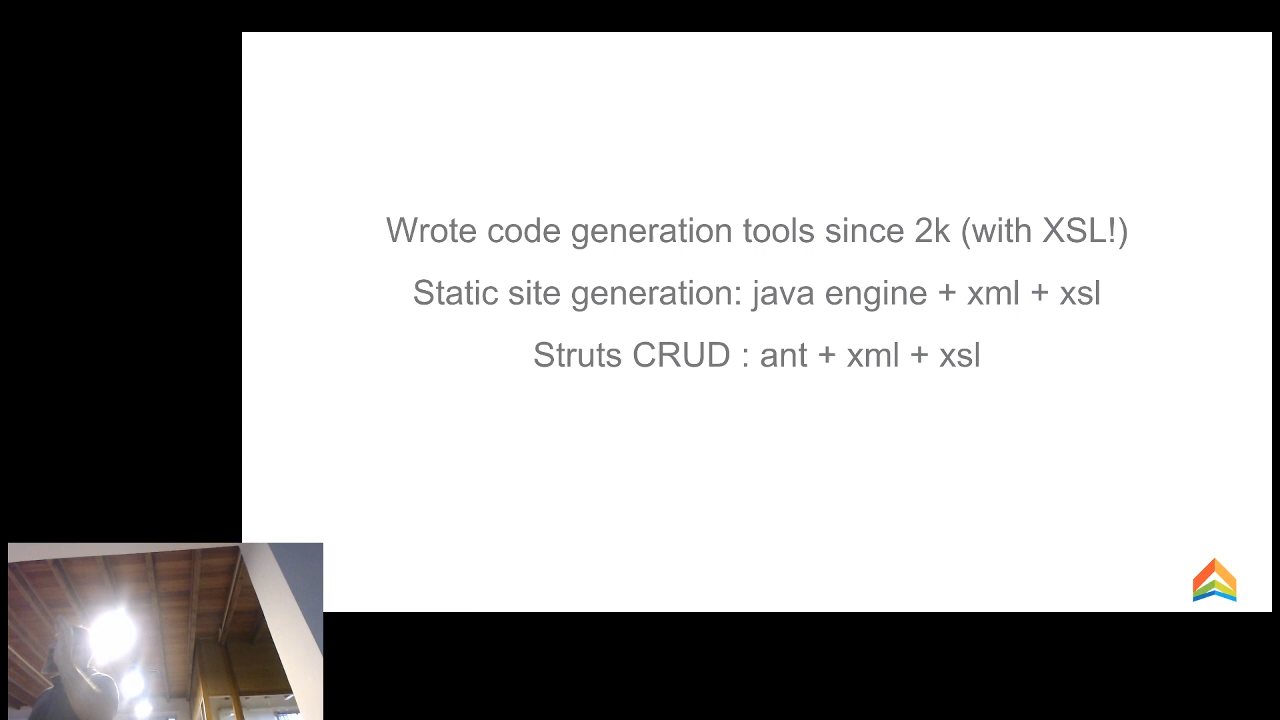 Wrote code generation tools since 2k (with XSL!)
Static site generation: java engine + xml + xsl
Struts CRUD : ant + xml + xsl